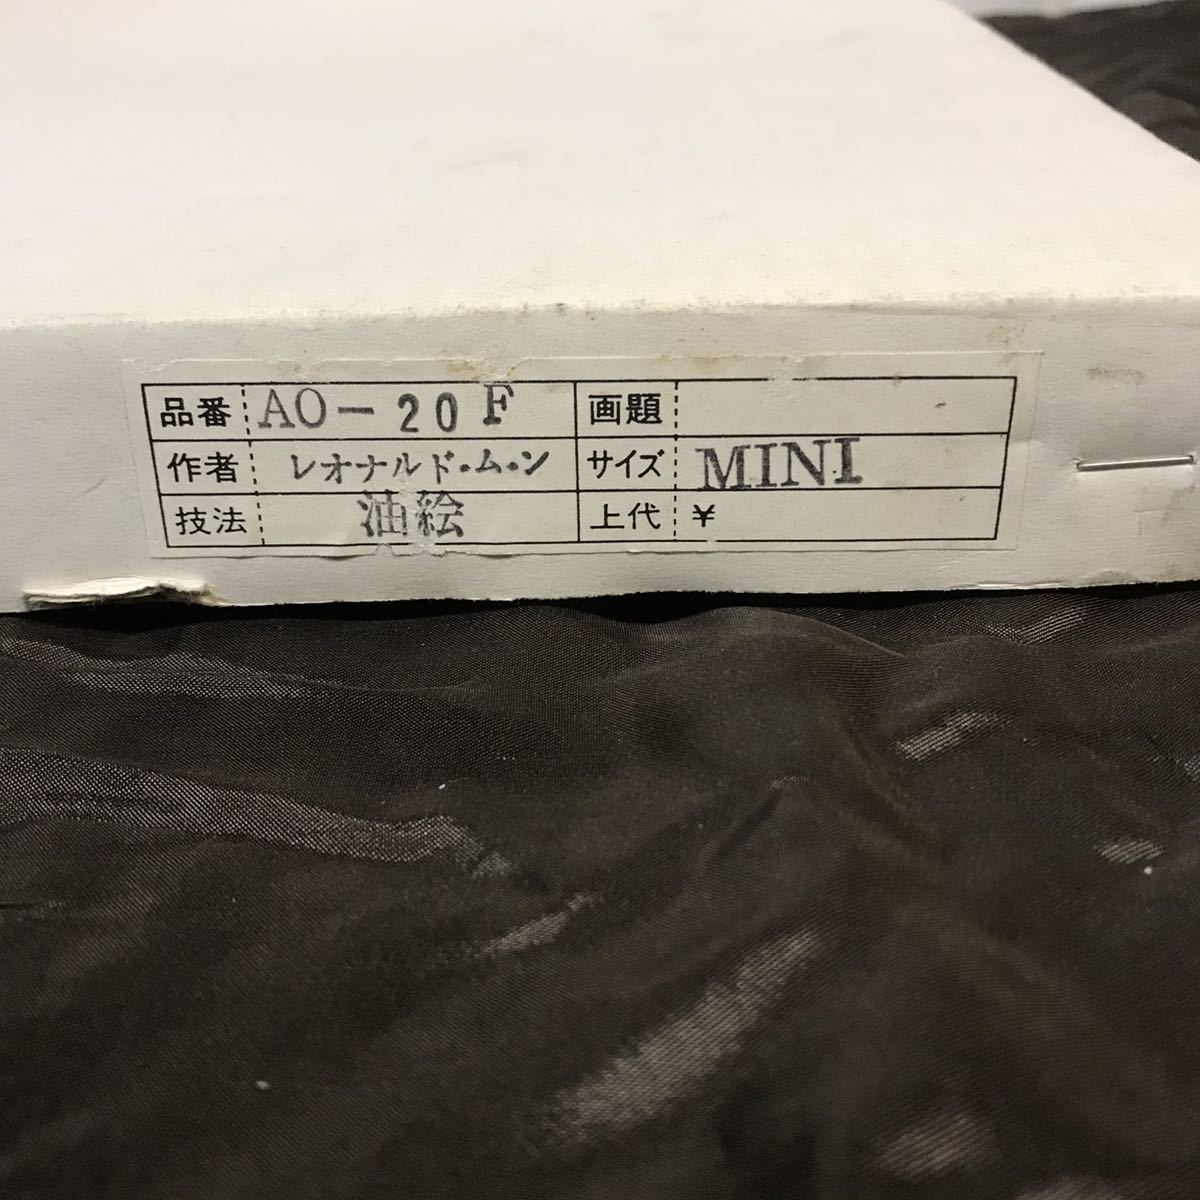 品番 AO-20F 画題
作者 レオナルド・ム・ン サイズ MINI
技法 油絵 上代 ¥